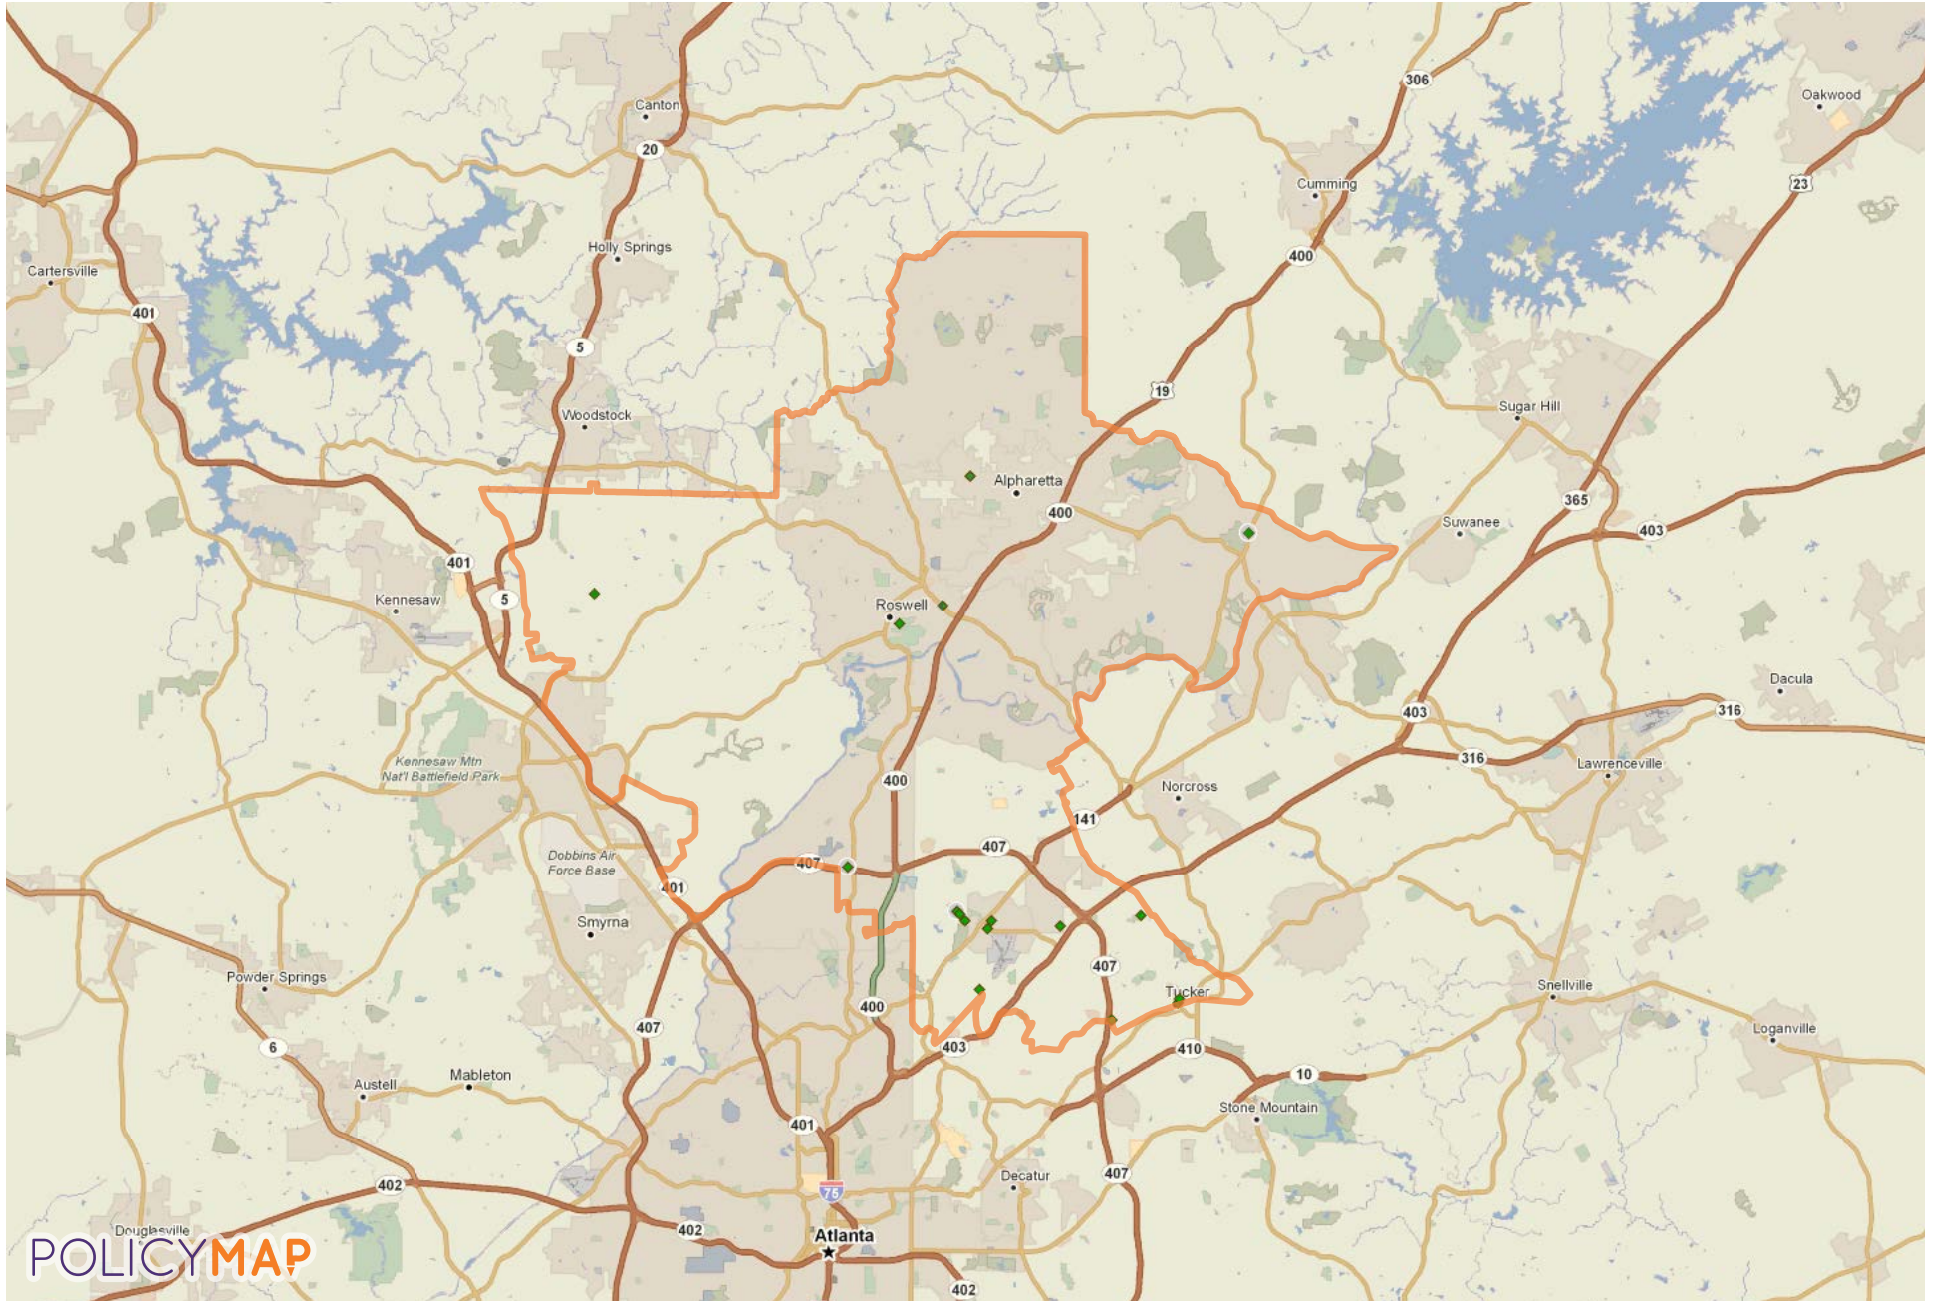 306
Oakwood
Canton
20
Cumming
23
Holly Springs
400
Cartersville
401
5
19
Woodstock
Sugar Hill
Alpharetta
365
400
Suwanee
403
401
Kennesaw
5
Roswell
Dacula
403
316
Kennesaw Mtn
Nat'l Battlefield Park
316
Lawrenceville
400
Norcross
141
407
407
Dobbins Air
Force Base
401
Smyrna
407
Powder Springs
Tucker
Snellville
400
407
Loganville
6
403
410
10
Austell
Mableton
Stone Mountain
401
Decatur
407
402
75
Douglasville
402
Atlanta
402
POLICYMAP